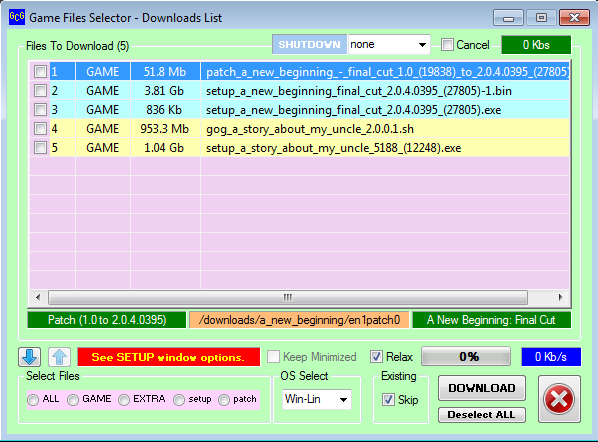 GcG Game Files Selector - Downloads List
Files To Download (5) SHUTDOWN none Cancel 0 Kbs
1 GAME 51.8 Mb patch_a_new_beginning_-_final_cut_1.0_(19838)_to_2.0.4.0395_(27805)
2 GAME 3.81 Gb setup_a_new_beginning_final_cut_2.0.4.0395_(27805)-1.bin
3 GAME 836 Kb setup_a_new_beginning_final_cut_2.0.4.0395_(27805).exe
4 GAME 953.3 Mb gog_a_story_about_my_uncle_2.0.0.1.sh
5 GAME 1.04 Gb setup_a_story_about_my_uncle_5188_(12248).exe
Patch (1.0 to 2.0.4.0395) /downloads/a_new_beginning/en1patch0 A New Beginning: Final Cut
See SETUP window options. Keep Minimized Relax 0% 0 Kb/s
Select Files OS Select Existing
ALL GAME EXTRA setup patch Win-Lin Skip DOWNLOAD
Deselect ALL